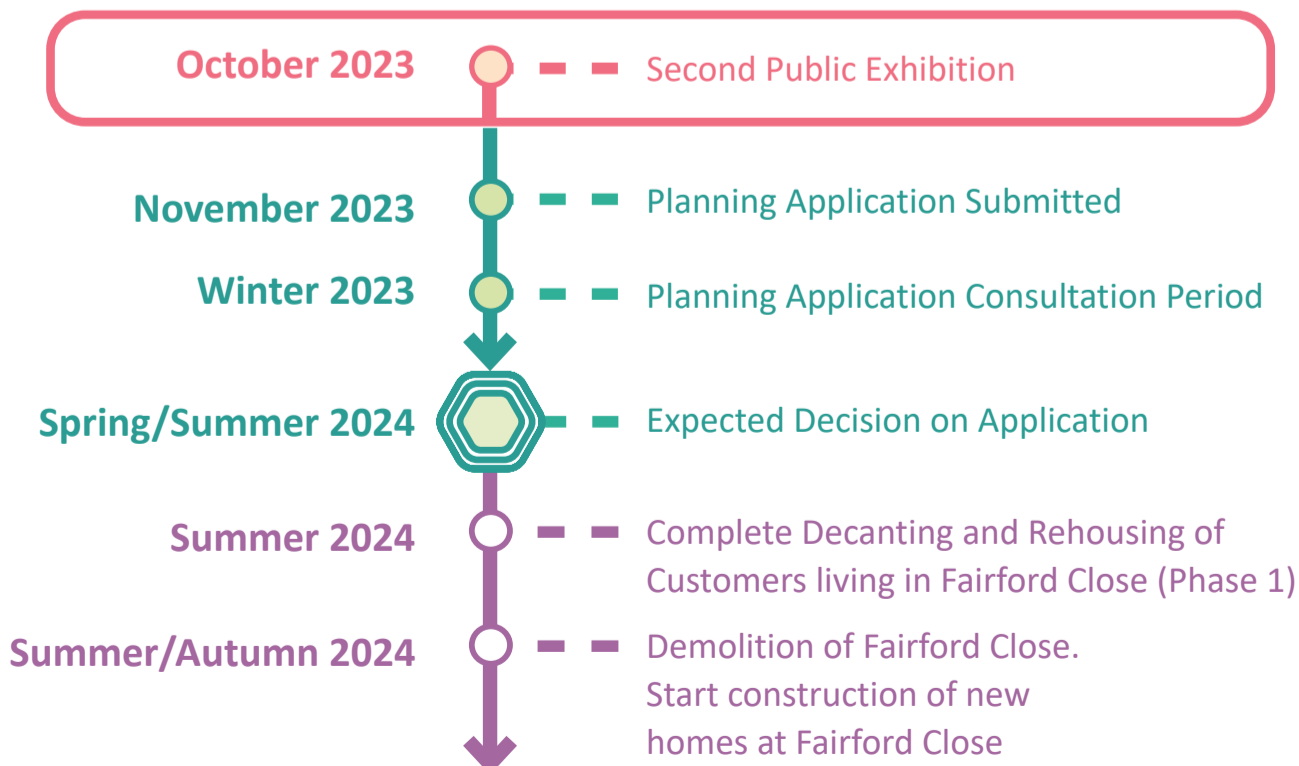 October 2023
Second Public Exhibition
November 2023
Planning Application Submitted
Winter 2023
Planning Application Consultation Period
Spring/Summer 2024
Expected Decision on Application
Summer 2024
Complete Decanting and Rehousing of
Customers living in Fairford Close (Phase 1)
Summer/Autumn 2024
Demolition of Fairford Close.
Start construction of new
homes at Fairford Close